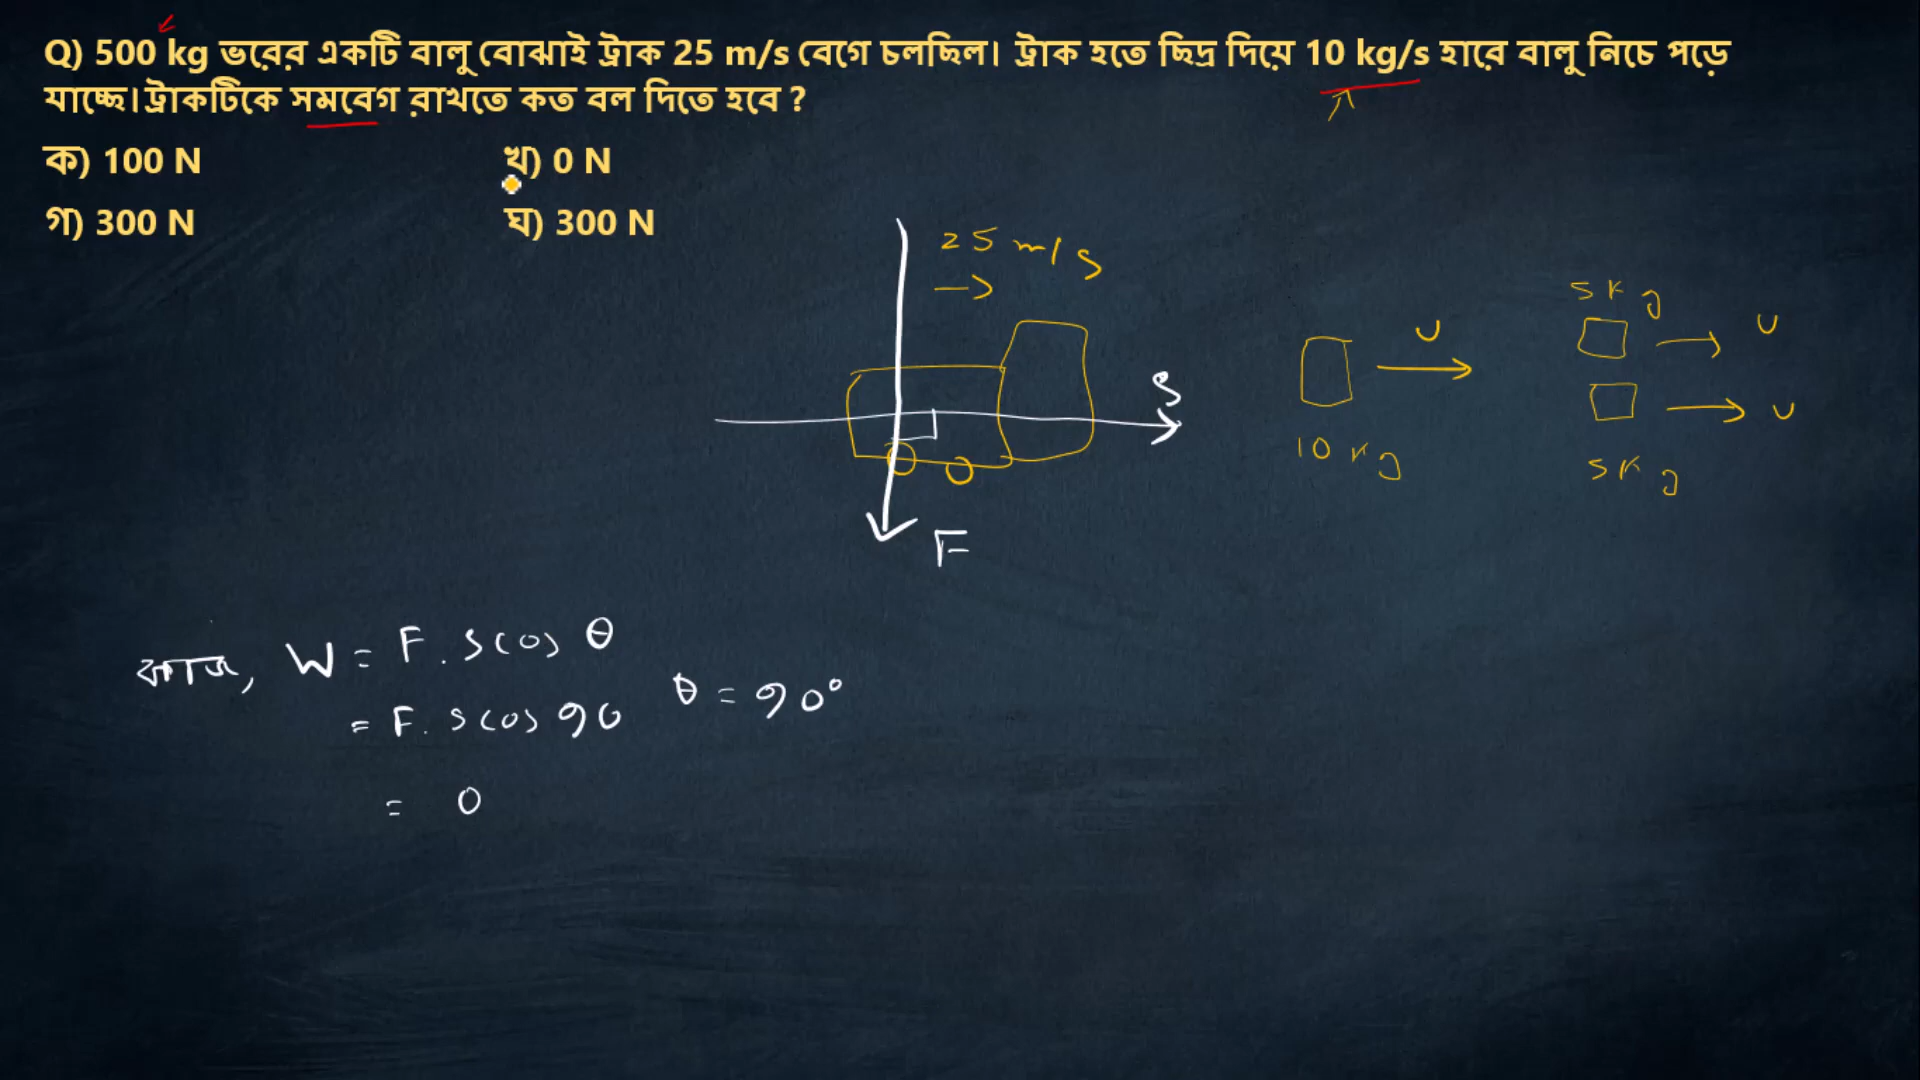 Q) 500 kg ভরের একটি বালু বোঝাই ট্রাক 25 m/s বেগে চলছিল। ট্রাক হতে ছিদ্র দিয়ে 10 kg/s হারে বালু নিচে পড়ে
যাচ্ছে। ট্রাকটিকে সমবেগ রাখতে কত বল দিতে হবে ?
ক) 100 N খ) 0 N
গ) 300 N ঘ) 300 N
25 m/s
S
F
U
10 kg
5 kg
U
U
5 kg
কাজ, W = F. s cos θ
= F. s cos 90 θ = 90°
= 0